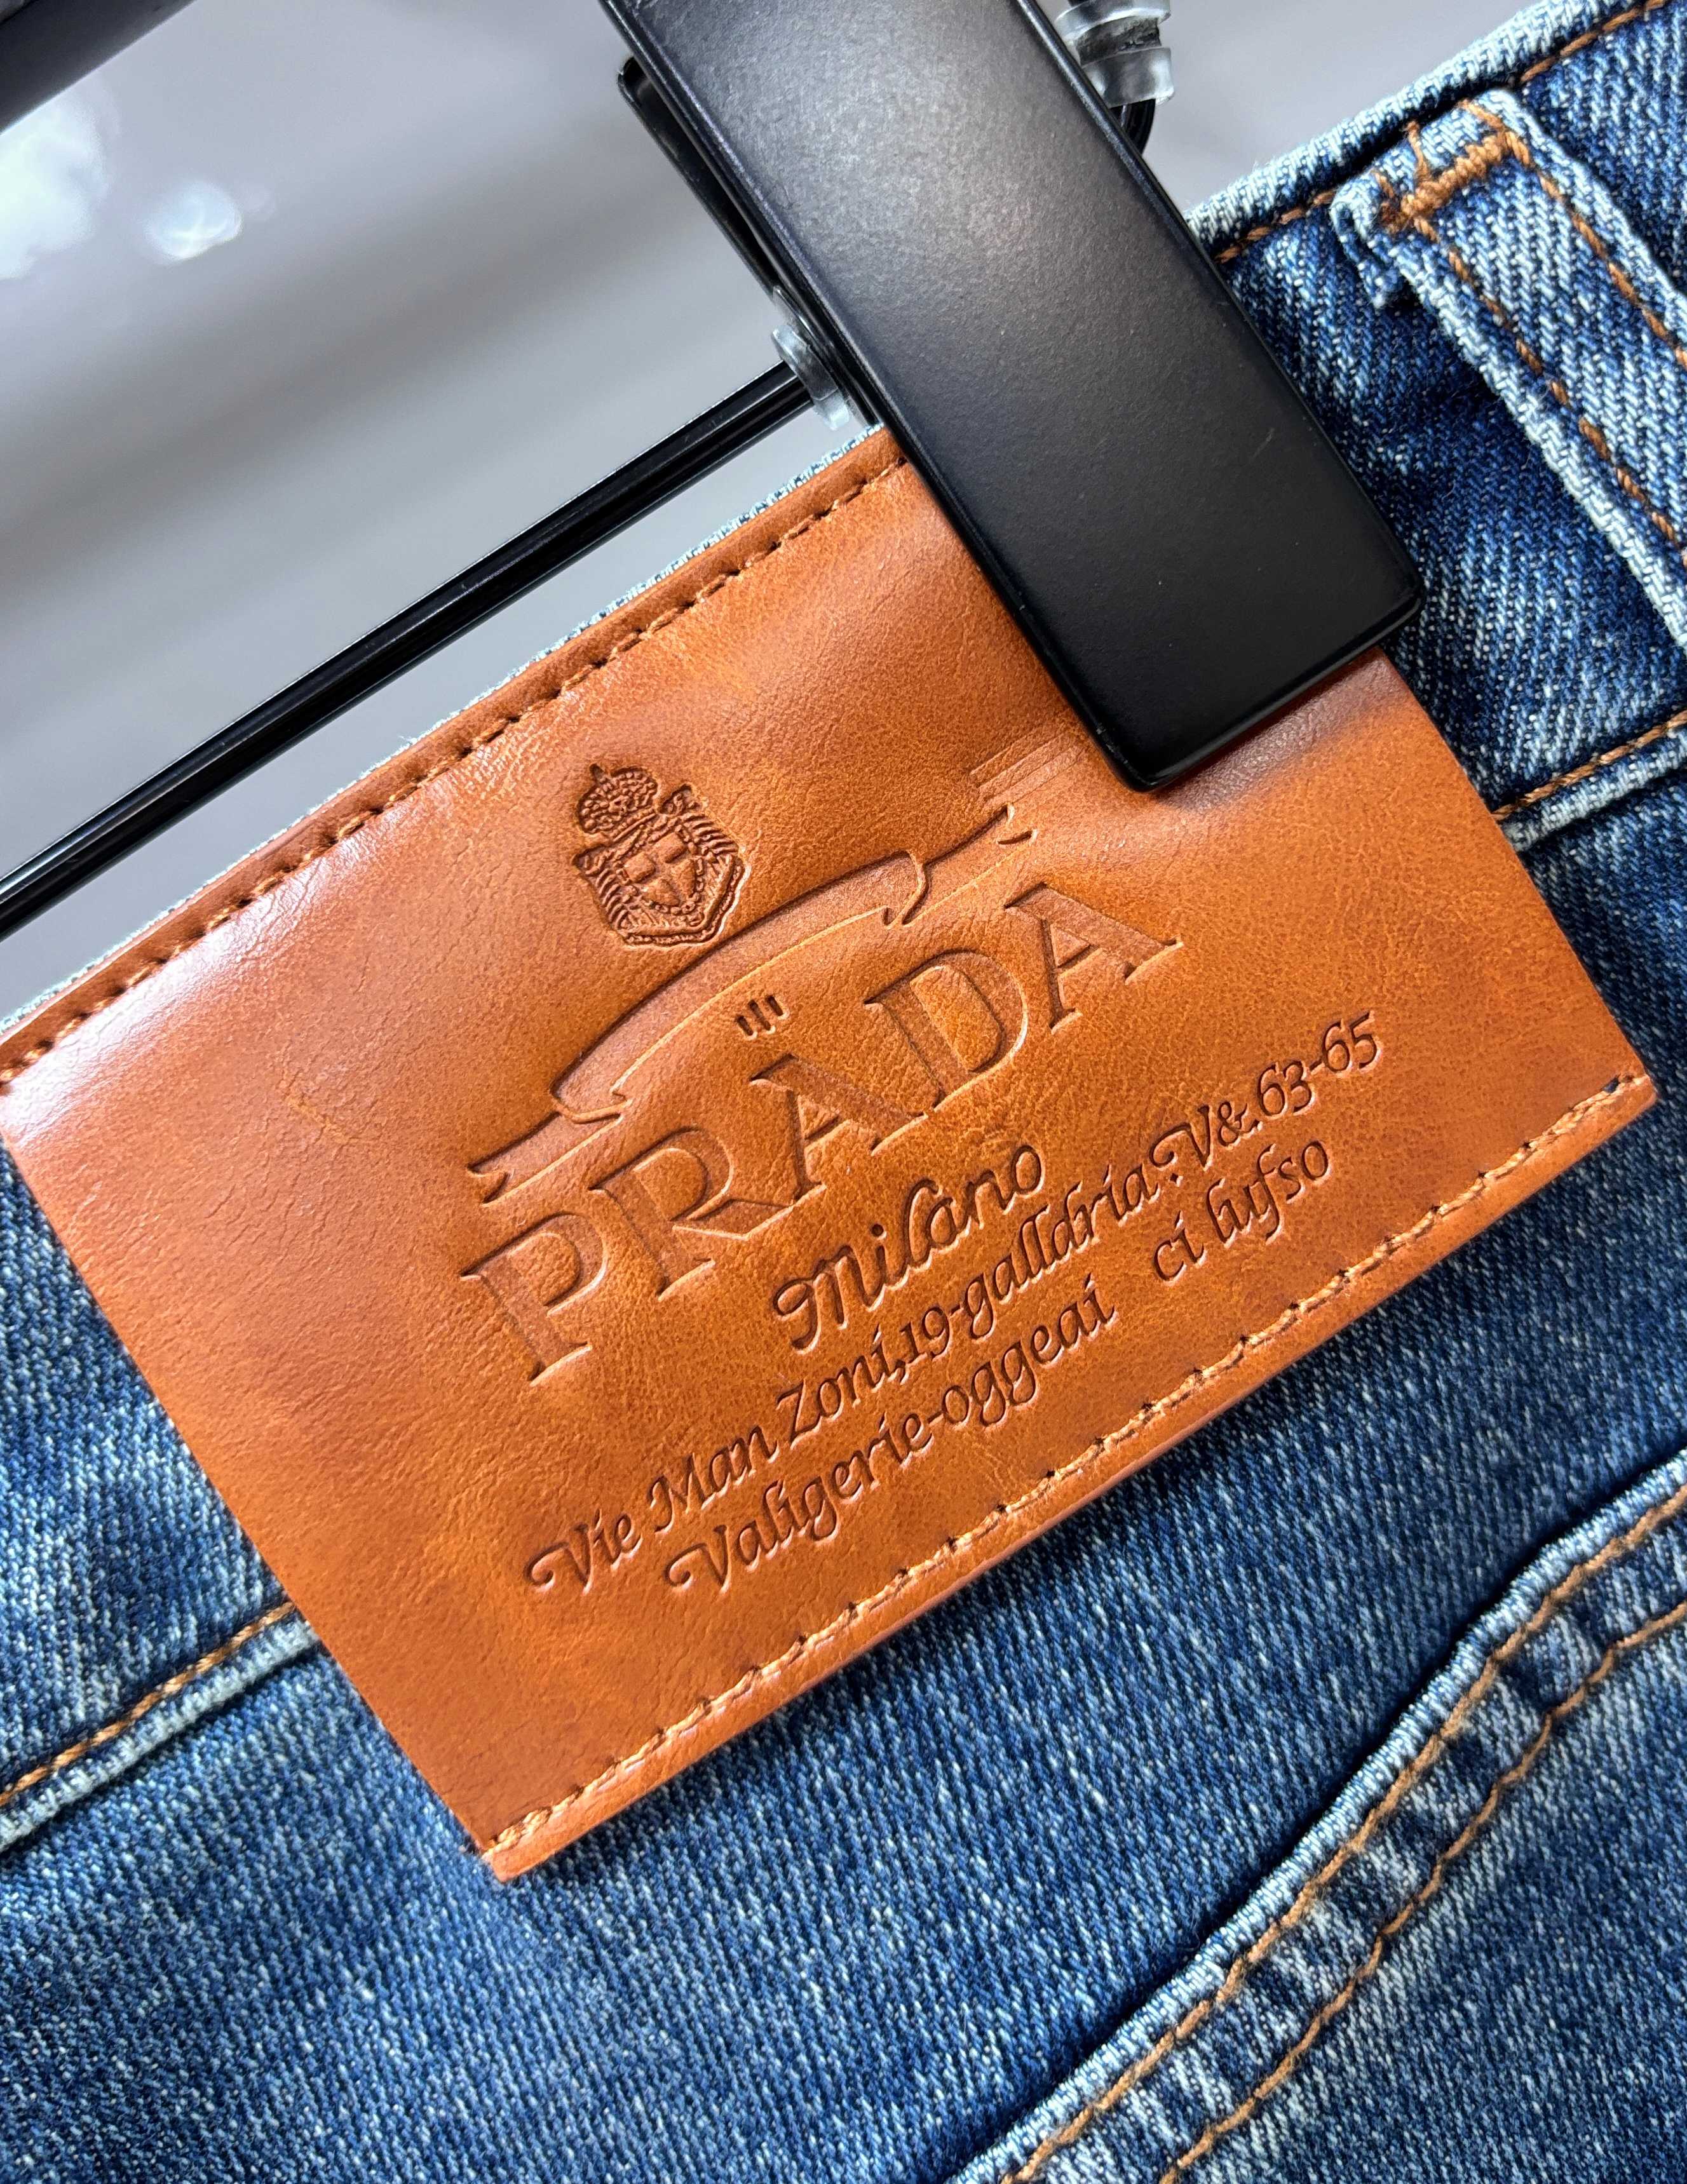 PRADA
Milano
Vie Man Zoni,19-galldria:V&.63-65
Valigerie-oggeai ci lufso